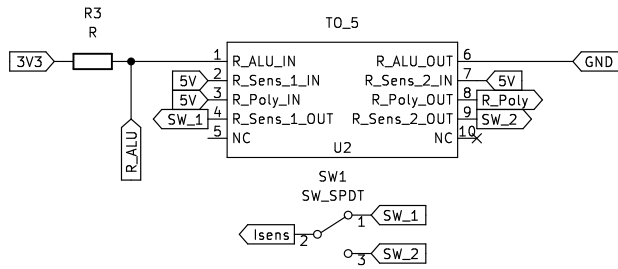 R3
R
TO_5
3V3
1 R_ALU_IN R_ALU_OUT 6 GND
5V 2 R_Sens_1_IN R_Sens_2_IN 7 5V
5V 3 R_Poly_IN R_Poly_OUT 8 R_Poly
SW_1 4 R_Sens_1_OUT R_Sens_2_OUT 9 SW_2
5 NC NC 10
U2
R_ALU
SW1
SW_SPDT
1 SW_1
Isens 2
3 SW_2